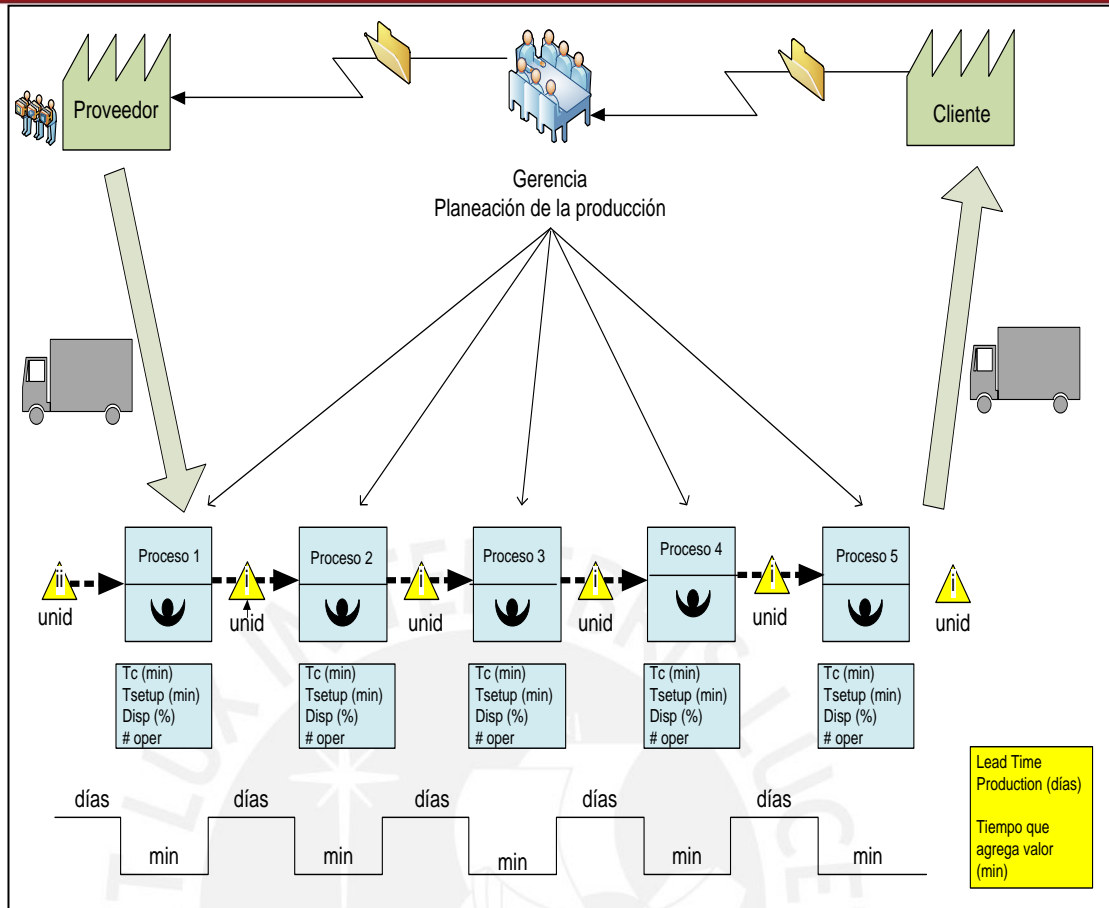 Proveedor
Cliente
Gerencia
Planeación de la producción
Proceso 1
Proceso 2
Proceso 3
Proceso 4
Proceso 5
ii
i
i
i
i
i
unid
unid
unid
unid
unid
unid
Tc (min)
Tsetup (min)
Disp (%)
# oper
Tc (min)
Tsetup (min)
Disp (%)
# oper
Tc (min)
Tsetup (min)
Disp (%)
# oper
Tc (min)
Tsetup (min)
Disp (%)
# oper
Tc (min)
Tsetup (min)
Disp (%)
# oper
días
días
días
días
días
min
min
min
min
min
Lead Time
Production (días)
Tiempo que
agrega valor
(min)